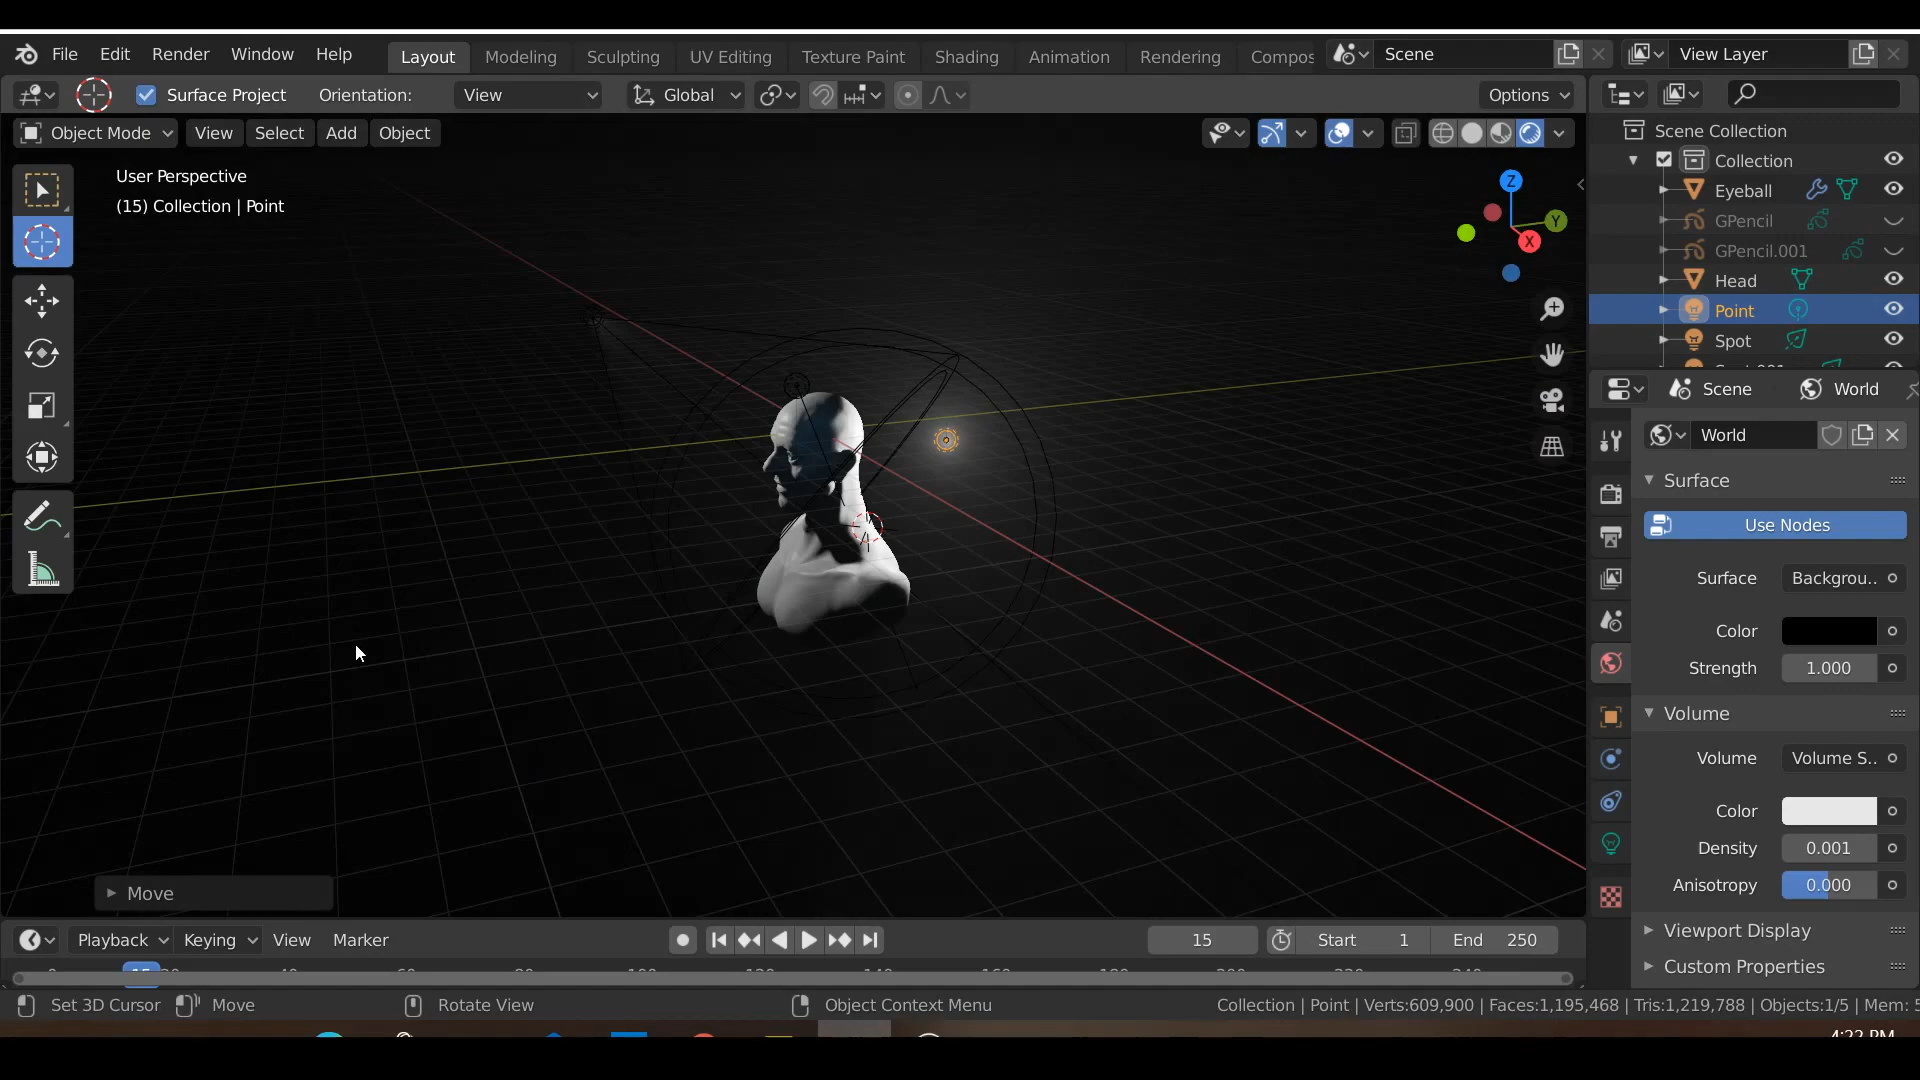 File Edit Render Window Help Layout Modeling Sculpting UV Editing Texture Paint Shading Animation Rendering Compos Scene View Layer
Surface Project Orientation: View Global Options
Object Mode View Select Add Object
User Perspective
(15) Collection | Point
Z
Y
X
Scene Collection
Collection
Eyeball
GPencil
GPencil.001
Head
Point
Spot
Scene World
World
Surface
Use Nodes
Surface Backgrou..
Color
Strength 1.000
Volume
Volume Volume S..
Color
Density 0.001
Anisotropy 0.000
Viewport Display
Custom Properties
Move
Playback Keying View Marker 15 Start 1 End 250
Set 3D Cursor Move Rotate View Object Context Menu Collection | Point | Verts:609,900 | Faces:1,195,468 | Tris:1,219,788 | Objects:1/5 | Mem: 5
4:22 PM